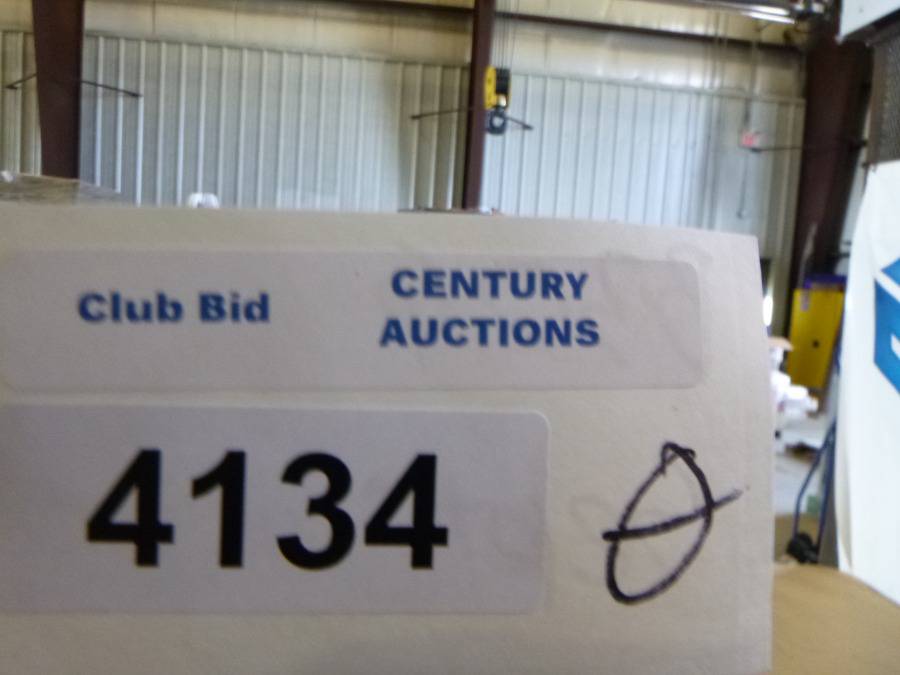 Club Bid
CENTURY
AUCTIONS
4134